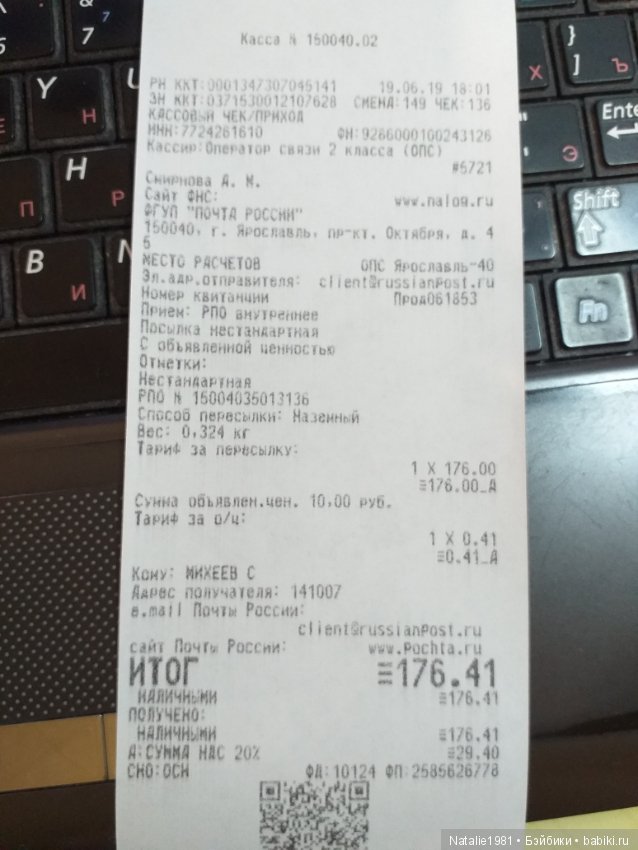 Касса № 150040.02
РН ККТ:0001347307045141 19.06.19 18:01
ЗН ККТ:0371530012107628 СМЕНА:149 ЧЕК:136
КАССОВЫЙ ЧЕК/ПРИХОД
ИНН:7724261610 ФН:9266000100243126
Кассир:Оператор связи 2 класса (ОПС)
#5721
Смирнова А. М.
Сайт ФНС: www.nalog.ru
ФГУП "ПОЧТА РОССИИ"
150040, г. Ярославль, пр-кт. Октября, д. 4
5
МЕСТО РАСЧЕТОВ ОПС Ярославль-40
Эл.адр.отправителя: client@russianPost.ru
Номер квитанции Прод061853
Прием: РПО внутреннее
Посылка нестандартная
С объявленной ценностью
Отметки:
Нестандартная
РПО № 15004035013136
Способ пересылки: Наземный
Вес: 0,324 кг
Тариф за пересылку:
1 X 176.00
≡176.00_А
Сумма объявлен.цен. 10,00 руб.
Тариф за о/ц:
1 X 0.41
≡0.41_А
Кому: МИХЕЕВ С
Адрес получателя: 141007
e.mail Почты России:
client@russianPost.ru
сайт Почты России: www.Pochta.ru
ИТОГ ≡176.41
НАЛИЧНЫМИ ≡176.41
ПОЛУЧЕНО:
НАЛИЧНЫМИ ≡176.41
А:СУММА НДС 20% ≡29.40
СНО:ОСН ФД:10124 ФП:2585626778
7
Y Н
H Р
П
B И
N
}
]
Х
Ъ
Э
Enter
Shift
Fn
Natalie1981 • Бэйбики • babiki.ru